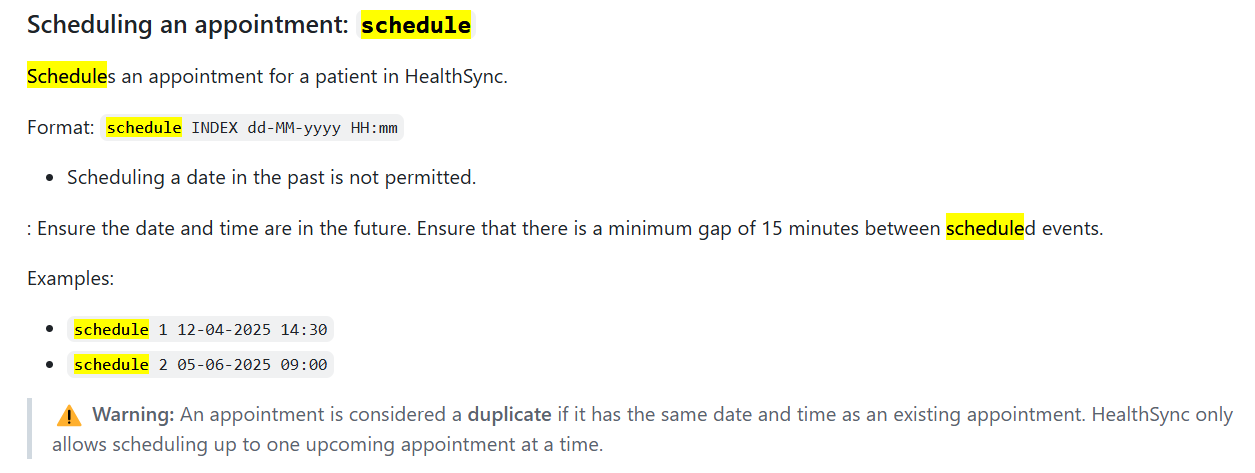 Scheduling an appointment: schedule
Schedules an appointment for a patient in HealthSync.
Format: schedule INDEX dd-MM-yyyy HH:mm
• Scheduling a date in the past is not permitted.
: Ensure the date and time are in the future. Ensure that there is a minimum gap of 15 minutes between scheduled events.
Examples:
• schedule 1 12-04-2025 14:30
• schedule 2 05-06-2025 09:00
⚠️ Warning: An appointment is considered a duplicate if it has the same date and time as an existing appointment. HealthSync only
allows scheduling up to one upcoming appointment at a time.